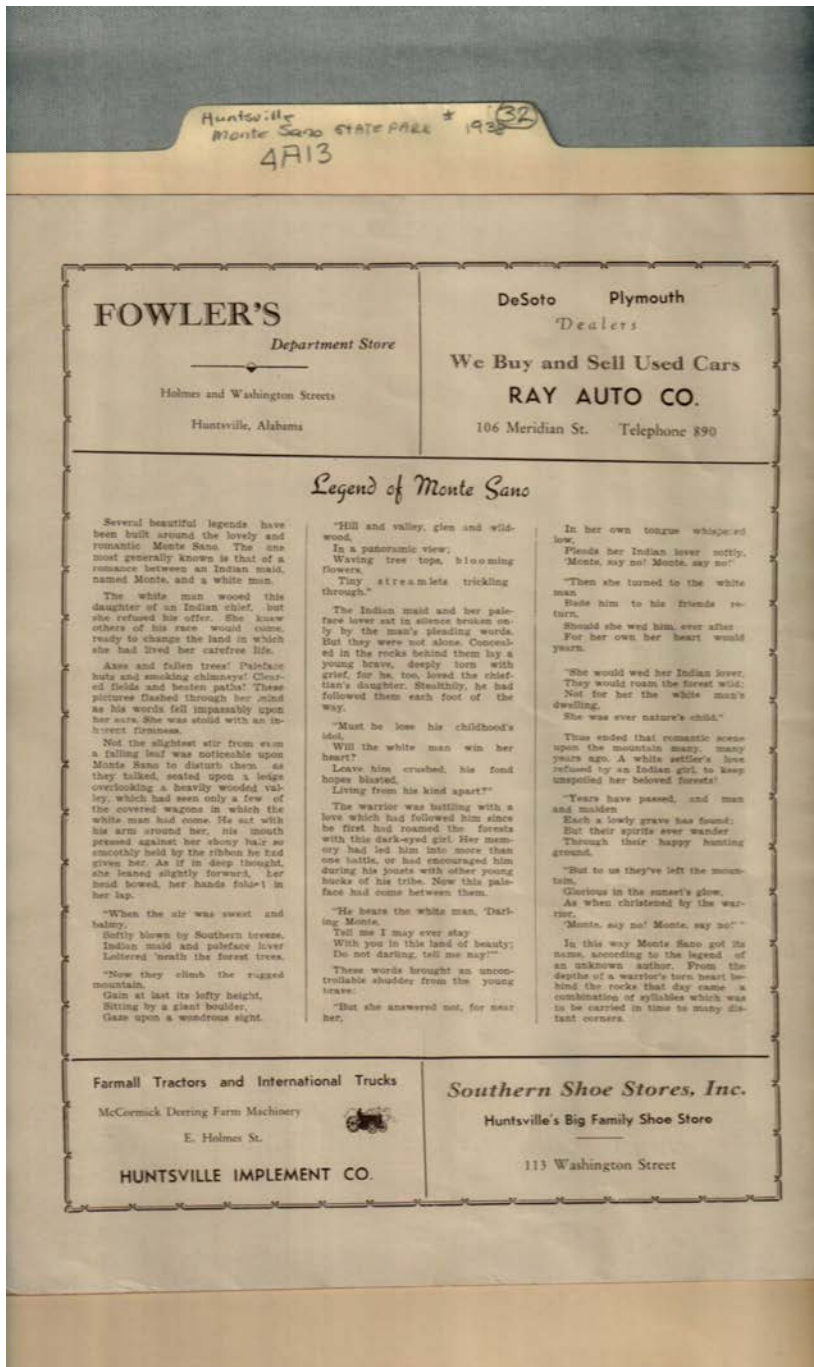 Huntsville
Monte Sano STATE PARK * 1938 (32)
4A13
FOWLER'S
Department Store
Holmes and Washington Streets
Huntsville, Alabama
DeSoto Plymouth
Dealers
We Buy and Sell Used Cars
RAY AUTO CO.
106 Meridian St. Telephone 890
Legend of Monte Sano
Several beautiful legends have
been built around the lovely and
romantic Monte Sano. The one
most generally known is that of a
romance between an Indian maid,
named Monte, and a white man.
The white man wooed this
daughter of an Indian chief, but
she refused his offer. She knew
others of his race would come,
ready to change the land in which
she had lived her carefree life.
Axes and fallen trees! Paleface
huts and smoking chimneys! Clear-
ed fields and beaten paths! These
pictures flashed through her mind
as his words fell impassably upon
her ears. She was stolid with an in-
herent firmness.
Not the slightest stir from even
a falling leaf was noticeable upon
Monte Sano to disturb them as
they talked, seated upon a ledge
overlooking a heavily wooded val-
ley, which had seen only a few of
the covered wagons in which the
white man had come. He sat with
his arm around her, his mouth
pressed against her ebony hair so
smoothly held by the ribbon he had
given her. As if in deep thought,
she leaned slightly forward, her
head bowed, her hands folded in
her lap.
"When the air was sweet and
balmy,
Softly blown by Southern breeze,
Indian maid and paleface lover
Loitered 'neath the forest trees.
"Now they climb the rugged
mountain,
Gain at last its lofty height,
Sitting by a giant boulder,
Gaze upon a wondrous sight.
"Hill and valley, glen and wild-
wood,
In a panoramic view;
Waving tree tops, blooming
flowers,
Tiny streamlets trickling
through."
The Indian maid and her pale-
face lover sat in silence broken on-
ly by the man's pleading words.
But they were not alone. Conceal-
ed in the rocks behind them lay a
young brave, deeply torn with
grief, for he, too, loved the chief-
tian's daughter. Stealthily, he had
followed them each foot of the
way.
"Must he lose his childhood's
idol,
Will the white man win her
heart?
Leave him crushed, his fond
hopes blasted,
Living from his kind apart?"
The warrior was battling with a
love which had followed him since
he first had roamed the forests
with this dark-eyed girl. Her mem-
ory had led him into more than
one battle, or had encouraged him
during his jousts with other young
bucks of his tribe. Now this pale-
face had come between them.
"He hears the white man, 'Darl-
ing Monte,
Tell me I may ever stay
With you in this land of beauty;
Do not darling, tell me nay!'"
These words brought an uncon-
trollable shudder from the young
brave:
"But she answered not, for near
her,
In her own tongue whispered
low,
Pleads her Indian lover softly,
'Monte, say no! Monte, say no!'
"Then she turned to the white
man
Bade him to his friends re-
turn,
Should she wed him, ever after
For her own her heart would
yearn.
"She would wed her Indian lover,
They would roam the forest wild;
Not for her the white man's
dwelling,
She was ever nature's child."
Thus ended that romantic scene
upon the mountain many, many
years ago. A white settler's love
refused by an Indian girl, to keep
unspoiled her beloved forests!
"Years have passed, and man
and maiden
Each a lowly grave has found;
But their spirits ever wander
Through their happy hunting
ground.
"But to us they've left the moun-
tain,
Glorious in the sunset's glow,
As when christened by the war-
rior,
'Monte, say no! Monte, say no!'"
In this way Monte Sano got its
name, according to the legend of
an unknown author. From the
depths of a warrior's torn heart be-
hind the rocks that day came a
combination of syllables which was
to be carried in time to many dis-
tant corners.
Farmall Tractors and International Trucks
McCormick Deering Farm Machinery
E. Holmes St.
HUNTSVILLE IMPLEMENT CO.
Southern Shoe Stores, Inc.
Huntsville's Big Family Shoe Store
113 Washington Street